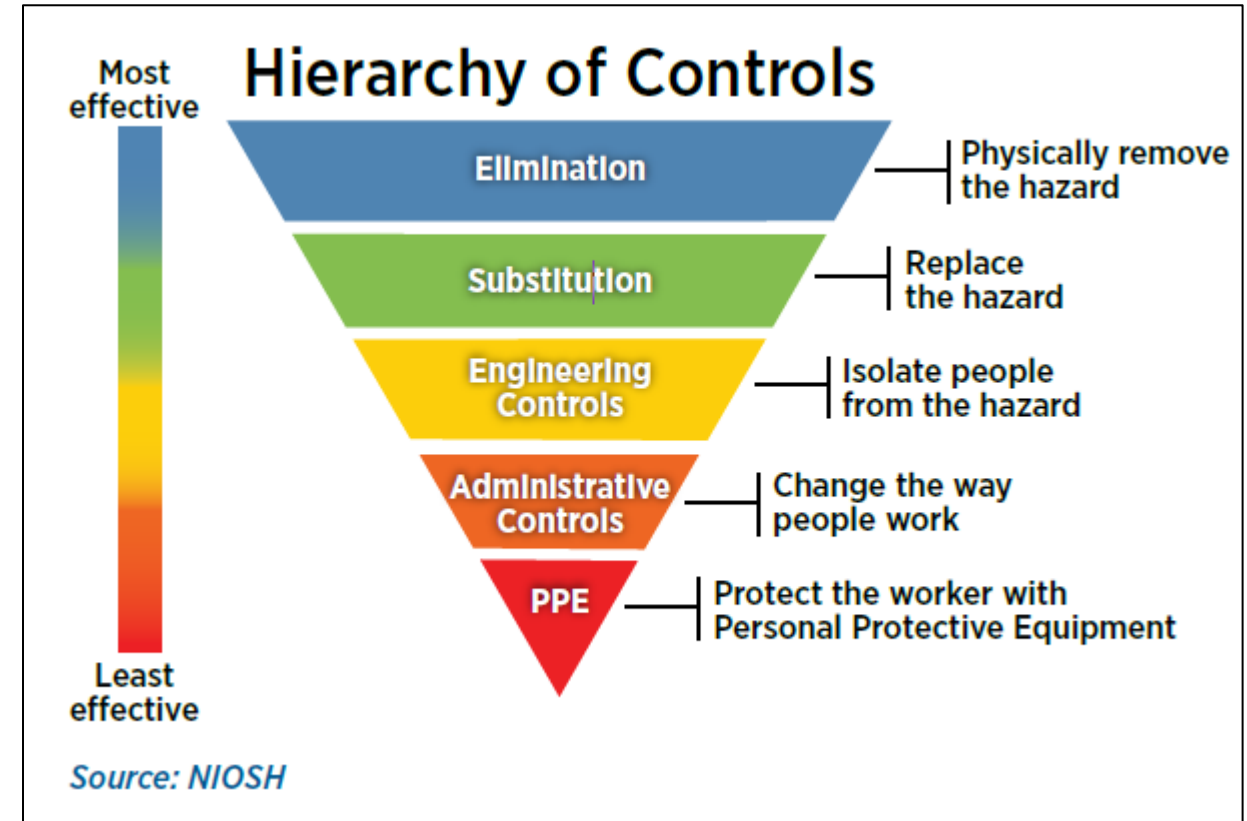 Hierarchy of Controls
Most
effective
Elimination
Physically remove
the hazard
Substitution
Replace
the hazard
Engineering
Controls
Isolate people
from the hazard
Administrative
Controls
Change the way
people work
PPE
Protect the worker with
Personal Protective Equipment
Least
effective
Source: NIOSH